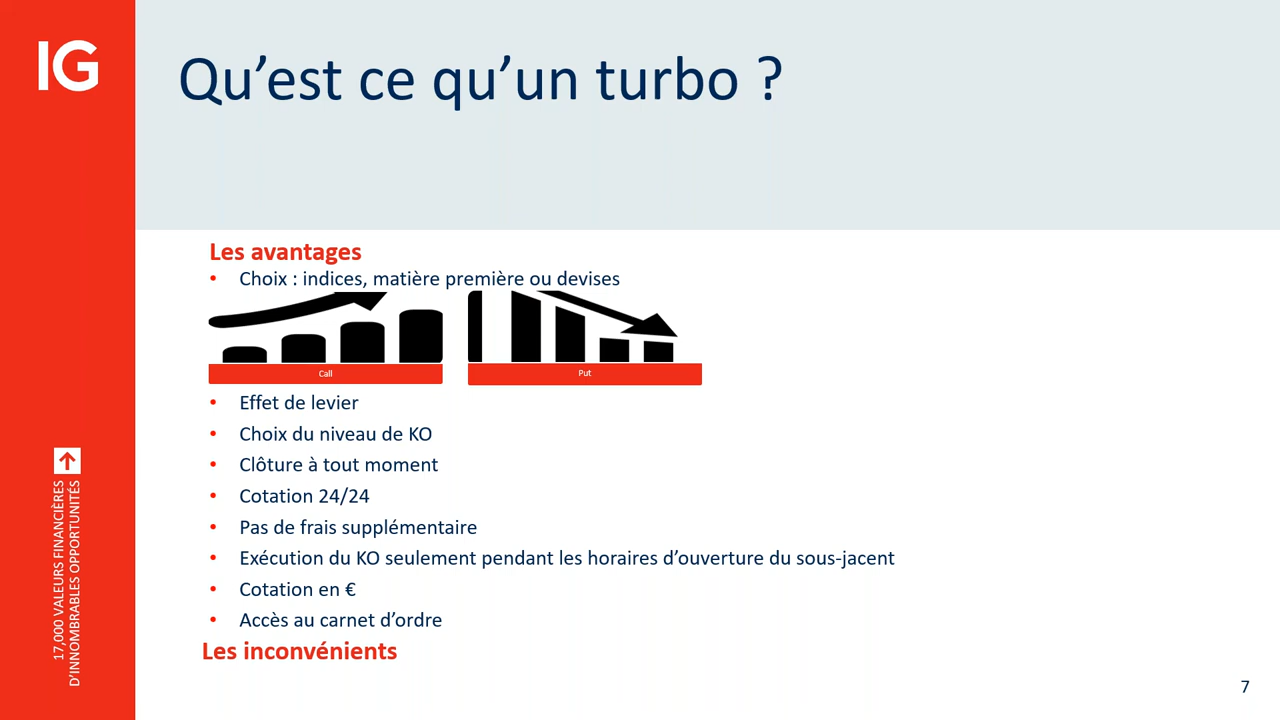 IG
Qu’est ce qu’un turbo ?
Les avantages
• Choix : indices, matière première ou devises
Call
Put
• Effet de levier
• Choix du niveau de KO
• Clôture à tout moment
• Cotation 24/24
• Pas de frais supplémentaire
• Exécution du KO seulement pendant les horaires d’ouverture du sous-jacent
• Cotation en €
• Accès au carnet d’ordre
Les inconvénients
17,000 VALEURS FINANCIÈRES
D’INNOMBRABLES OPPORTUNITÉS
7